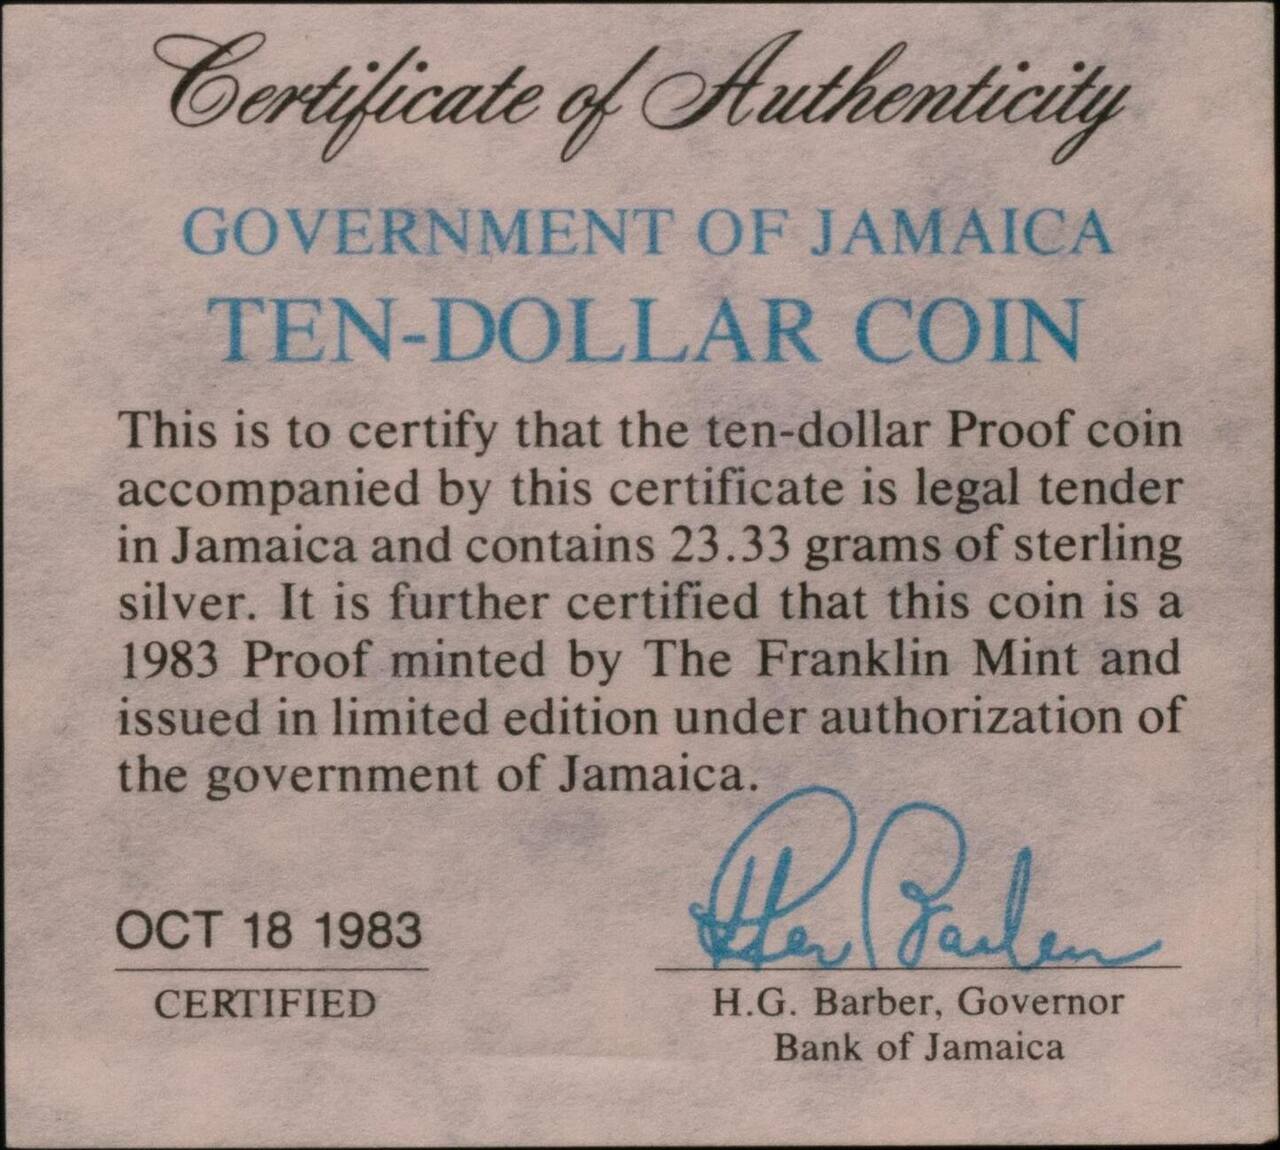 Certificate of Authenticity
GOVERNMENT OF JAMAICA
TEN-DOLLAR COIN
This is to certify that the ten-dollar Proof coin
accompanied by this certificate is legal tender
in Jamaica and contains 23.33 grams of sterling
silver. It is further certified that this coin is a
1983 Proof minted by The Franklin Mint and
issued in limited edition under authorization of
the government of Jamaica.
OCT 18 1983
CERTIFIED
H.G. Barber, Governor
Bank of Jamaica